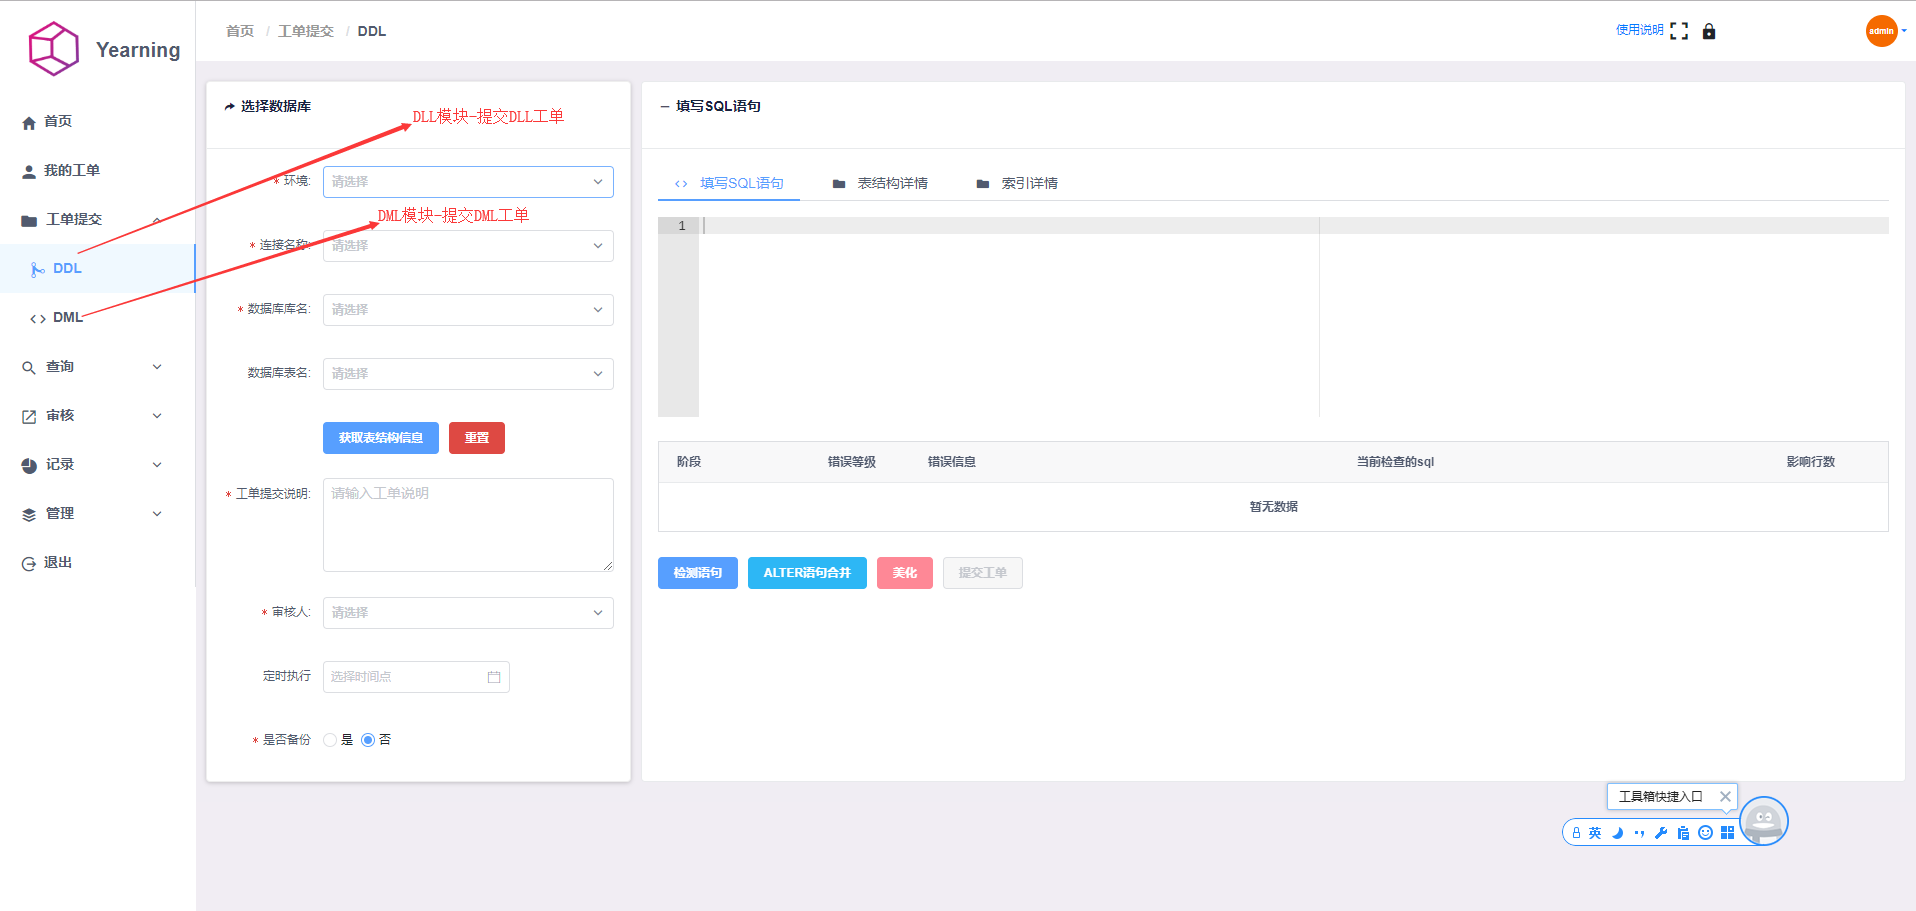 Yearning
首页 / 工单提交 / DDL
使用说明
admin
首页
我的工单
工单提交
DDL
DML
查询
审核
记录
管理
退出
选择数据库
DLL模块-提交DLL工单
* 环境: 请选择
DML模块-提交DML工单
* 连接名称: 请选择
* 数据库库名: 请选择
数据库表名: 请选择
获取表结构信息 重置
* 工单提交说明: 请输入工单说明
* 审核人: 请选择
定时执行 选择时间点
* 是否备份 是 否
填写SQL语句
填写SQL语句 表结构详情 索引详情
1
阶段 错误等级 错误信息 当前检查的sql 影响行数
暂无数据
检测语句 ALTER语句合并 美化 提交工单
工具箱快捷入口
英